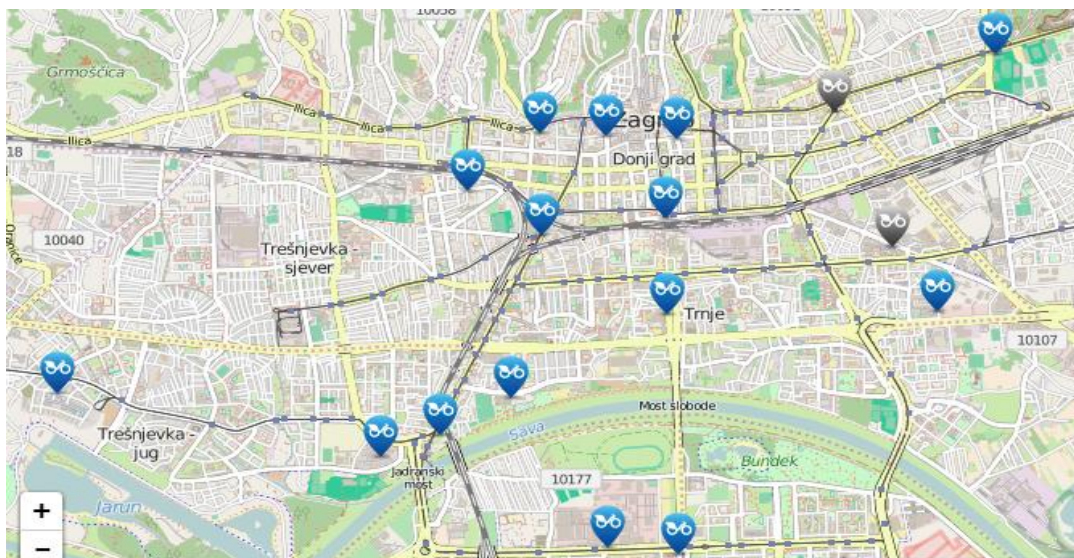 10058
Grmoščica
Ilica
Ilica
Ilica
Ilica
Donji grad
18
10040
Oranice
Trešnjevka -
sjever
Trnje
10107
Most slobode
Sava
Trešnjevka -
jug
Jadranski
most
Bundek
10177
Jarun
+
−